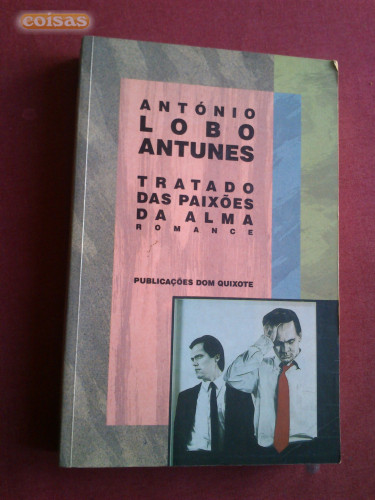 coisas
ANTÓNIO
LOBO
ANTUNES
TRATADO
DAS PAIXÕES
DA ALMA
ROMANCE
PUBLICAÇÕES DOM QUIXOTE